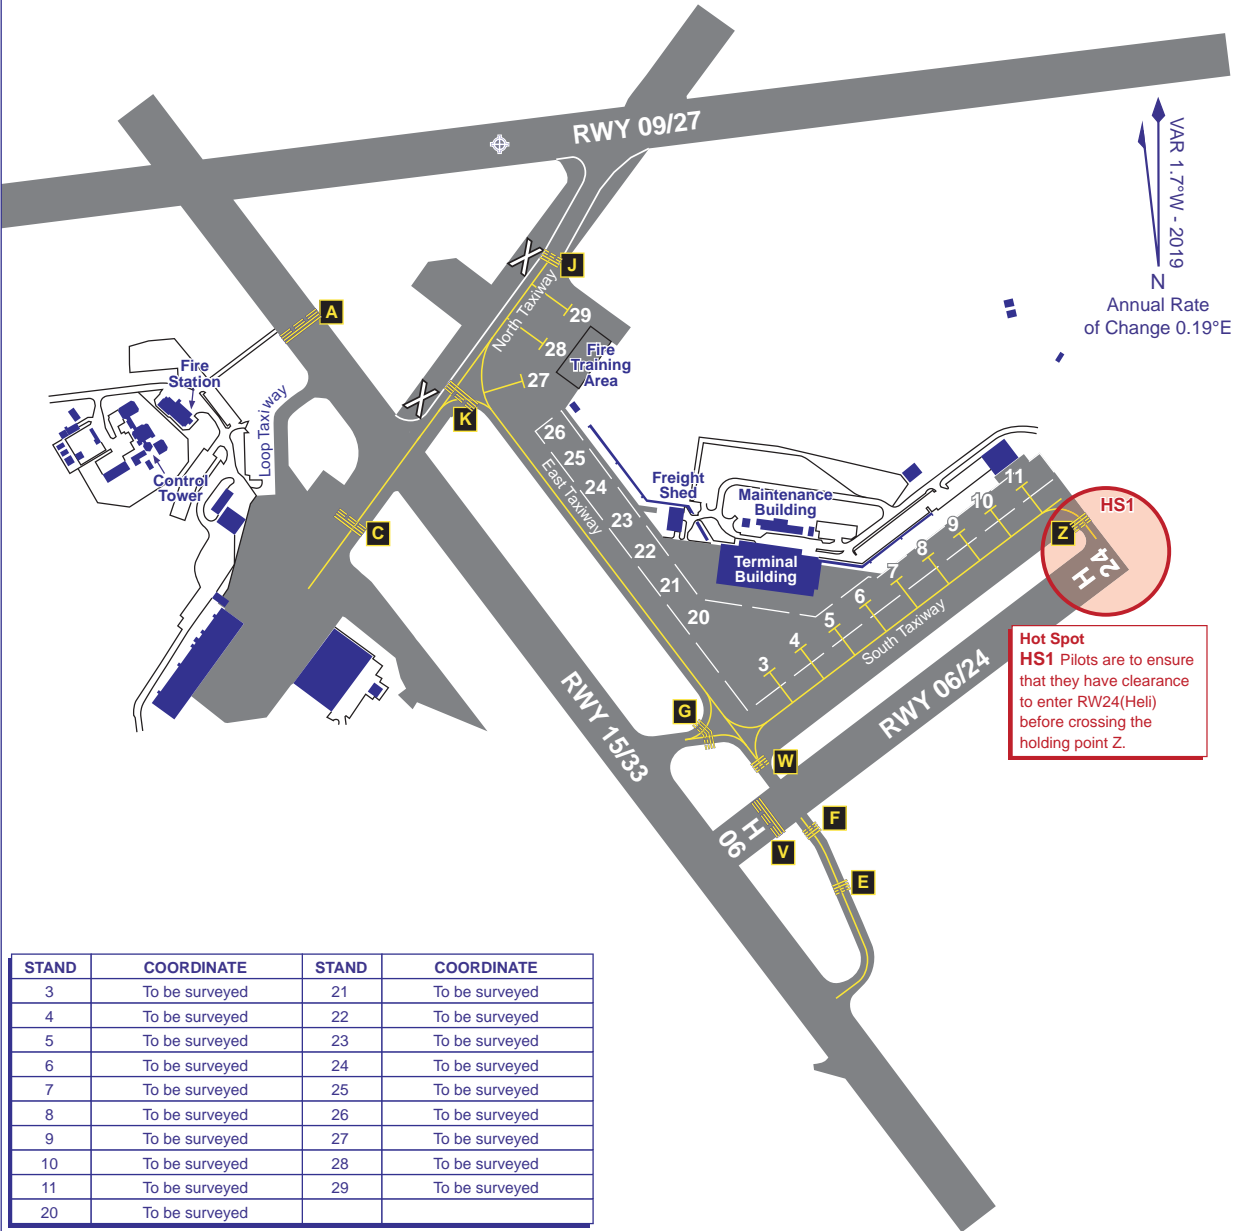 RWY 09/27
VAR 1.7°W - 2019
N
Annual Rate
of Change 0.19°E
J
A
North Taxiway
29
28
27
Fire
Training
Area
Fire
Station
K
Loop Taxiway
Control
Tower
26
25
24
23
22
21
20
East Taxiway
C
Freight
Shed
Maintenance
Building
Terminal
Building
11
10
9
8
7
6
5
4
3
South Taxiway
HS1
Z
24
H
Hot Spot
HS1 Pilots are to ensure
that they have clearance
to enter RW24(Heli)
before crossing the
holding point Z.
RWY 06/24
RWY 15/33
G
W
H
06
V
F
E
STAND COORDINATE STAND COORDINATE
3 To be surveyed 21 To be surveyed
4 To be surveyed 22 To be surveyed
5 To be surveyed 23 To be surveyed
6 To be surveyed 24 To be surveyed
7 To be surveyed 25 To be surveyed
8 To be surveyed 26 To be surveyed
9 To be surveyed 27 To be surveyed
10 To be surveyed 28 To be surveyed
11 To be surveyed 29 To be surveyed
20 To be surveyed